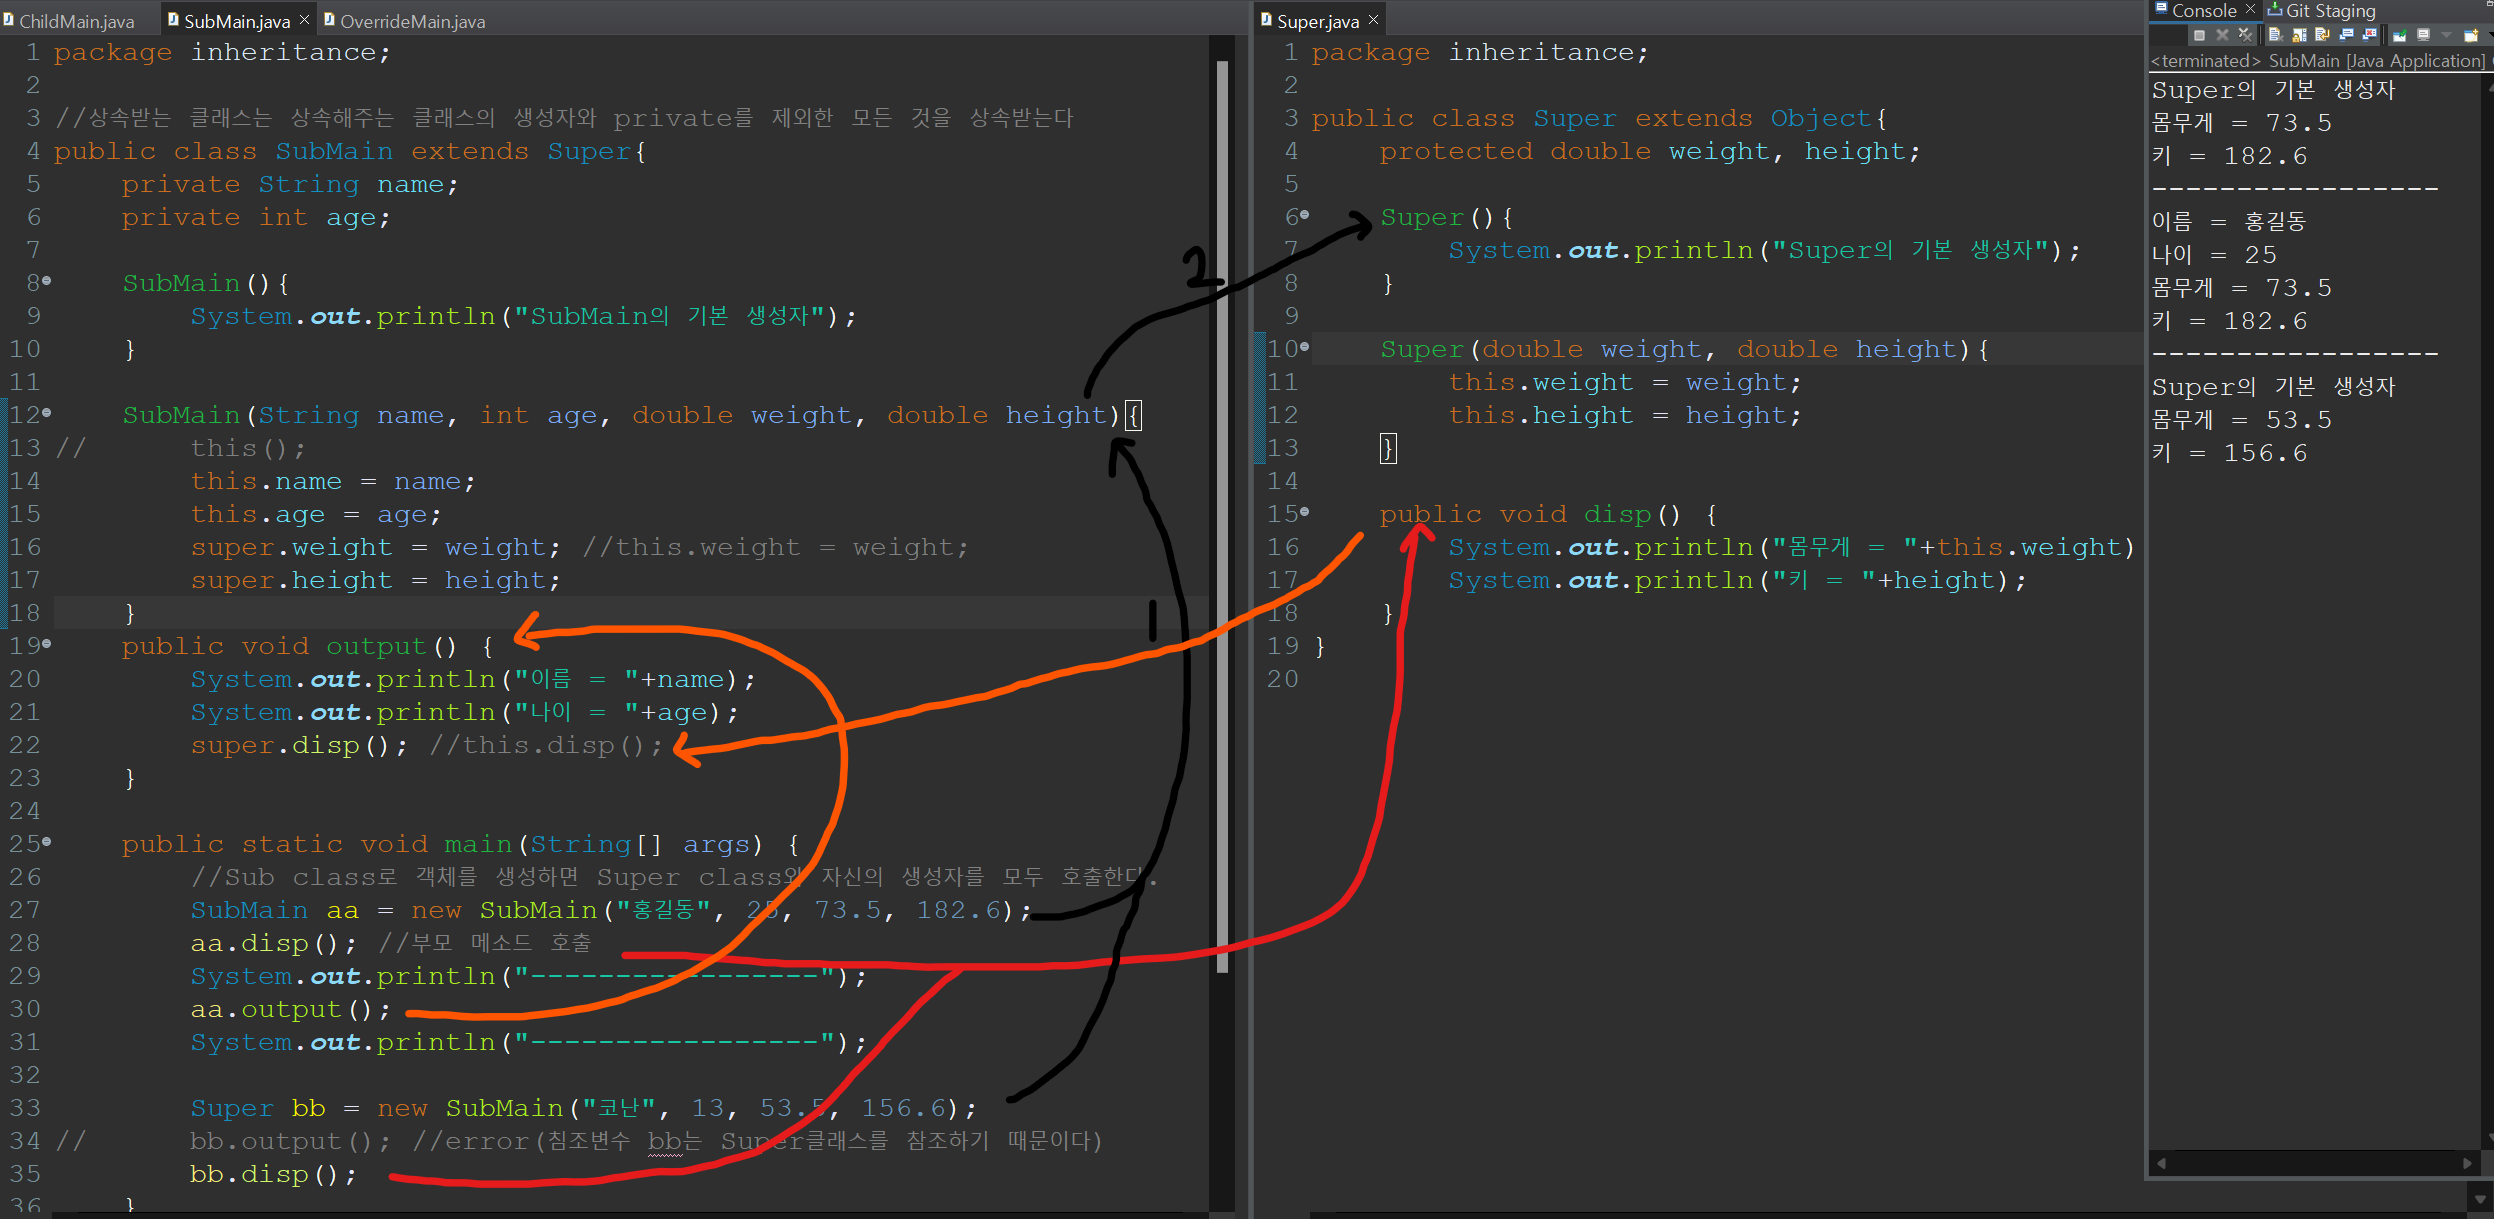 ChildMain.java
SubMain.java
OverrideMain.java
1 package inheritance;
2
3 //상속받는 클래스는 상속해주는 클래스의 생성자와 private를 제외한 모든 것을 상속받는다
4 public class SubMain extends Super{
5 private String name;
6 private int age;
7
8 SubMain(){
9 System.out.println("SubMain의 기본 생성자");
10 }
11
12 SubMain(String name, int age, double weight, double height){
13 // this();
14 this.name = name;
15 this.age = age;
16 super.weight = weight; //this.weight = weight;
17 super.height = height;
18 }
19 public void output() {
20 System.out.println("이름 = "+name);
21 System.out.println("나이 = "+age);
22 super.disp(); //this.disp();
23 }
24
25 public static void main(String[] args) {
26 //Sub class로 객체를 생성하면 Super class와 자신의 생성자를 모두 호출한다.
27 SubMain aa = new SubMain("홍길동", 25, 73.5, 182.6);
28 aa.disp(); //부모 메소드 호출
29 System.out.println("-----------------");
30 aa.output();
31 System.out.println("-----------------");
32
33 Super bb = new SubMain("코난", 13, 53.5, 156.6);
34 // bb.output(); //error(침조변수 bb는 Super클래스를 참조하기 때문이다)
35 bb.disp();
36 }
1
2
Super.java
1 package inheritance;
2
3 public class Super extends Object{
4 protected double weight, height;
5
6 Super(){
7 System.out.println("Super의 기본 생성자");
8 }
9
10 Super(double weight, double height){
11 this.weight = weight;
12 this.height = height;
13 }
14
15 public void disp() {
16 System.out.println("몸무게 = "+this.weight)
17 System.out.println("키 = "+height);
18 }
19 }
20
Console
Git Staging
<terminated> SubMain [Java Application]
Super의 기본 생성자
몸무게 = 73.5
키 = 182.6
-----------------
이름 = 홍길동
나이 = 25
몸무게 = 73.5
키 = 182.6
-----------------
Super의 기본 생성자
몸무게 = 53.5
키 = 156.6